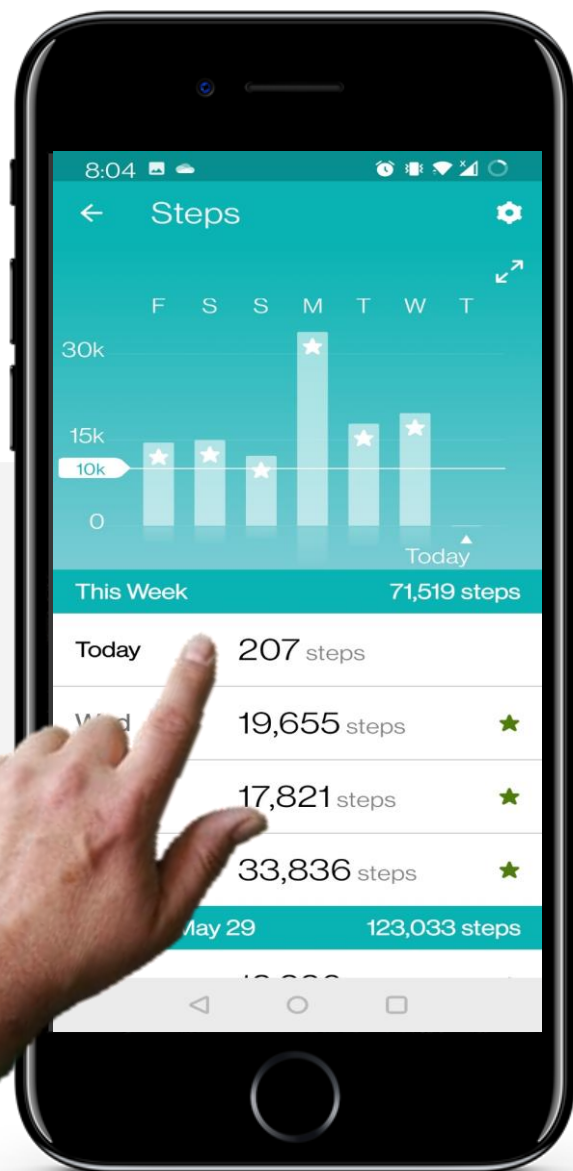 8:04
Steps
F S S M T W T
30k
15k
10k
0
Today
This Week 71,519 steps
Today 207 steps
Wed 19,655 steps
17,821 steps
33,836 steps
May 29 123,033 steps